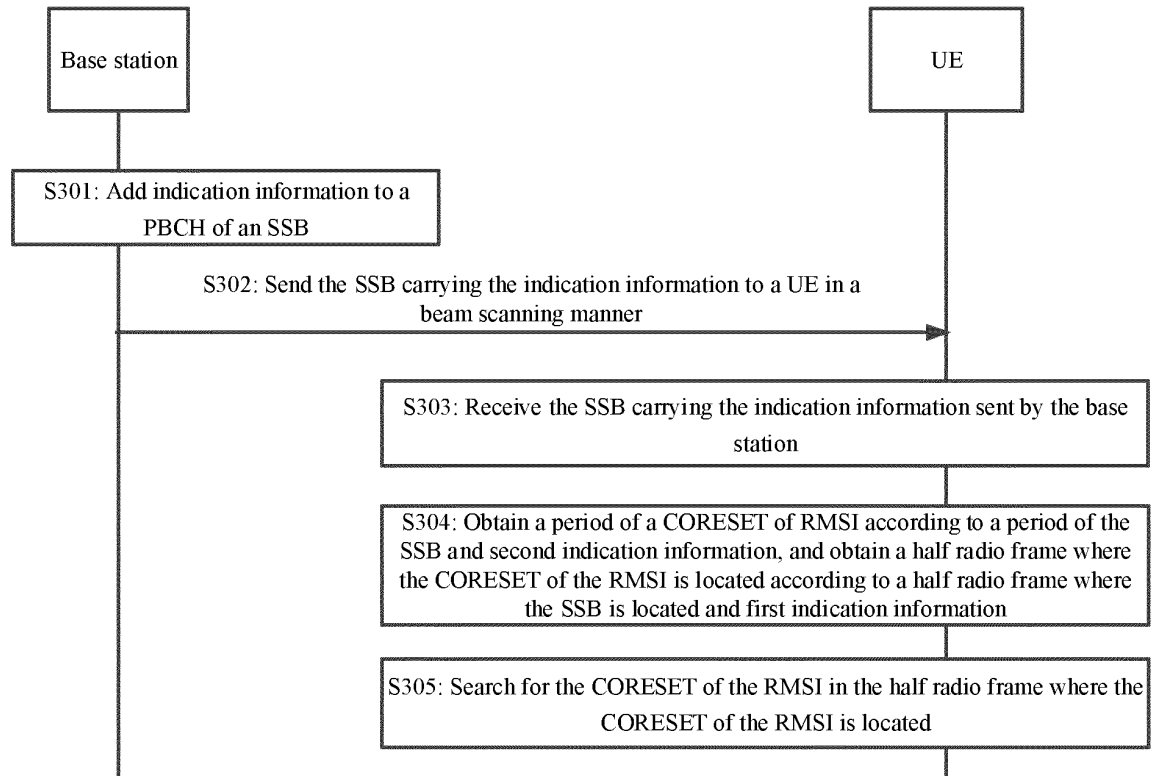 Base station
UE
S301: Add indication information to a
PBCH of an SSB
S302: Send the SSB carrying the indication information to a UE in a
beam scanning manner
S303: Receive the SSB carrying the indication information sent by the base
station
S304: Obtain a period of a CORESET of RMSI according to a period of the
SSB and second indication information, and obtain a half radio frame where
the CORESET of the RMSI is located according to a half radio frame where
the SSB is located and first indication information
S305: Search for the CORESET of the RMSI in the half radio frame where the
CORESET of the RMSI is located